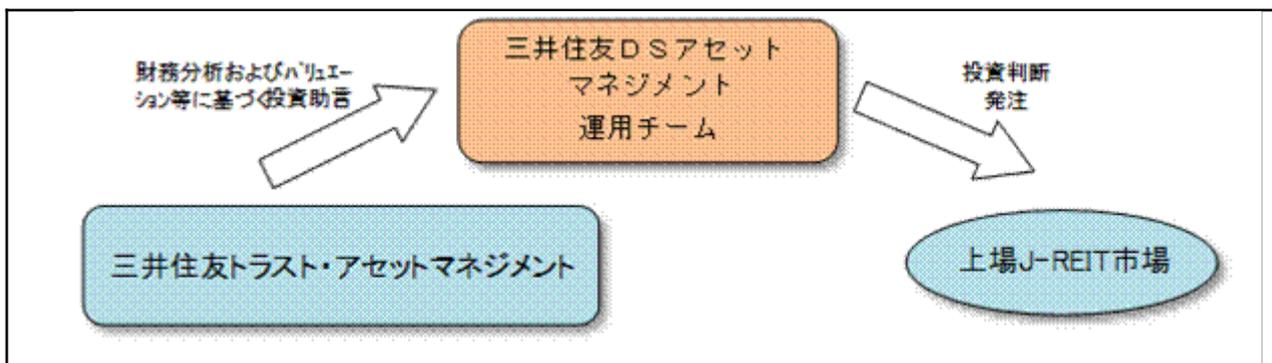 財務分析およびバリュエー
ション等に基づく投資助言
三井住友ＤＳアセット
マネジメント
運用チーム
投資判断
発注
三井住友トラスト・アセットマネジメント
上場J-REIT市場